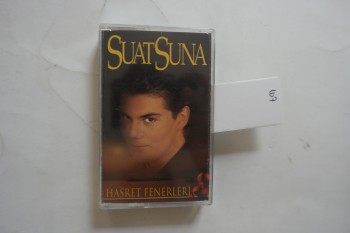 SUAT SUNA
HASRET FENERLERİ